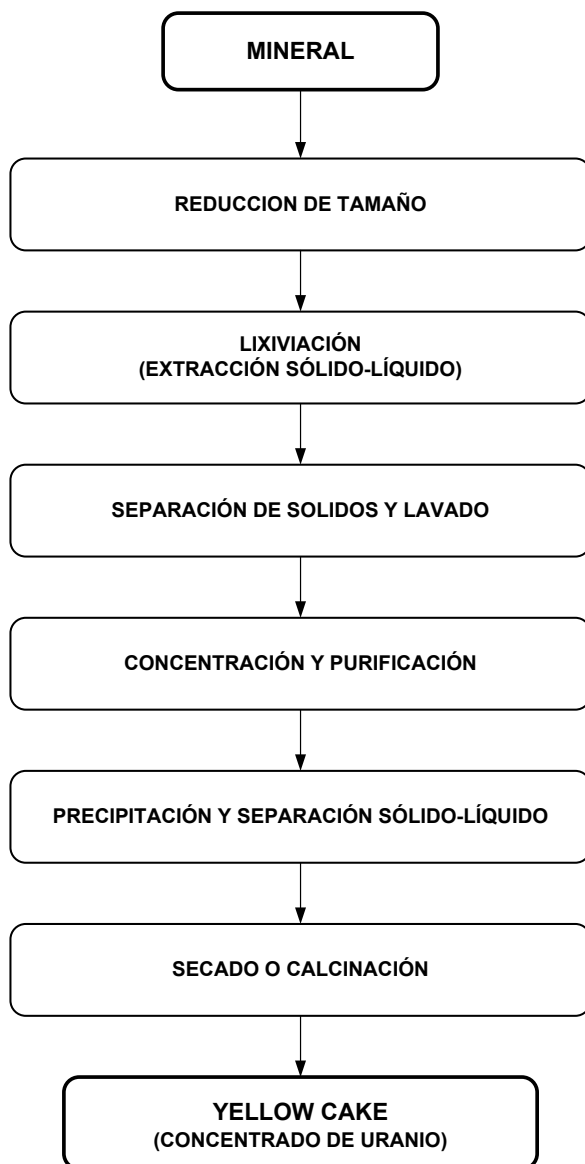 MINERAL
REDUCCION DE TAMAÑO
LIXIVIACIÓN
(EXTRACCIÓN SÓLIDO-LÍQUIDO)
SEPARACIÓN DE SOLIDOS Y LAVADO
CONCENTRACIÓN Y PURIFICACIÓN
PRECIPITACIÓN Y SEPARACIÓN SÓLIDO-LÍQUIDO
SECADO O CALCINACIÓN
YELLOW CAKE
(CONCENTRADO DE URANIO)